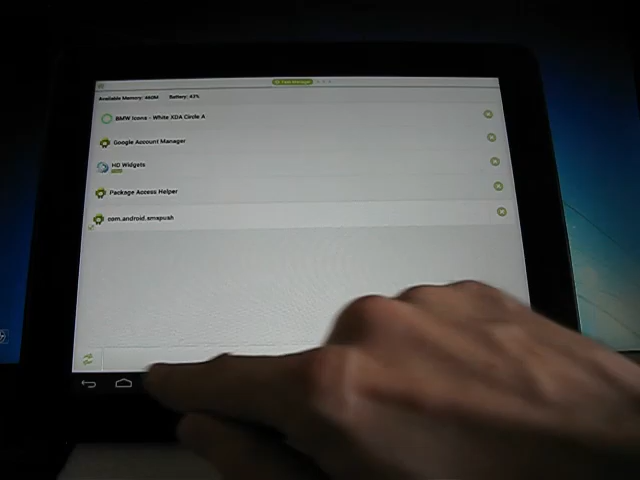 Task Manager
Available Memory: 460M Battery: 43%
BMW Icons - White XDA Circle A
Google Account Manager
HD Widgets
Package Access Helper
com.android.smspush